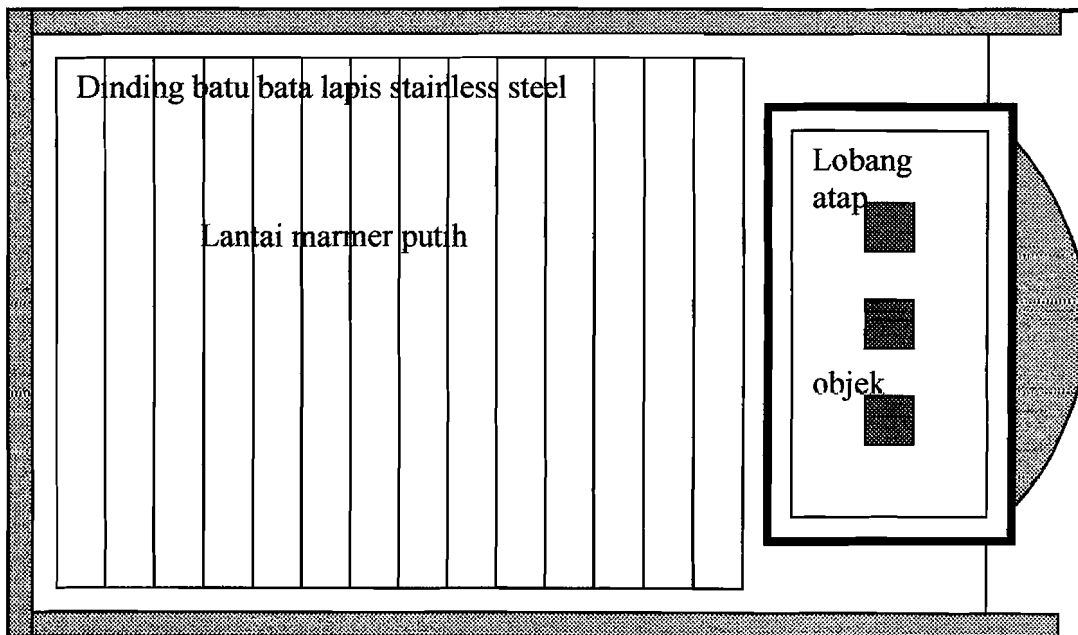 Dinding batu bata lapis stainless steel
Lantai marmer putih
Lobang
atap
objek